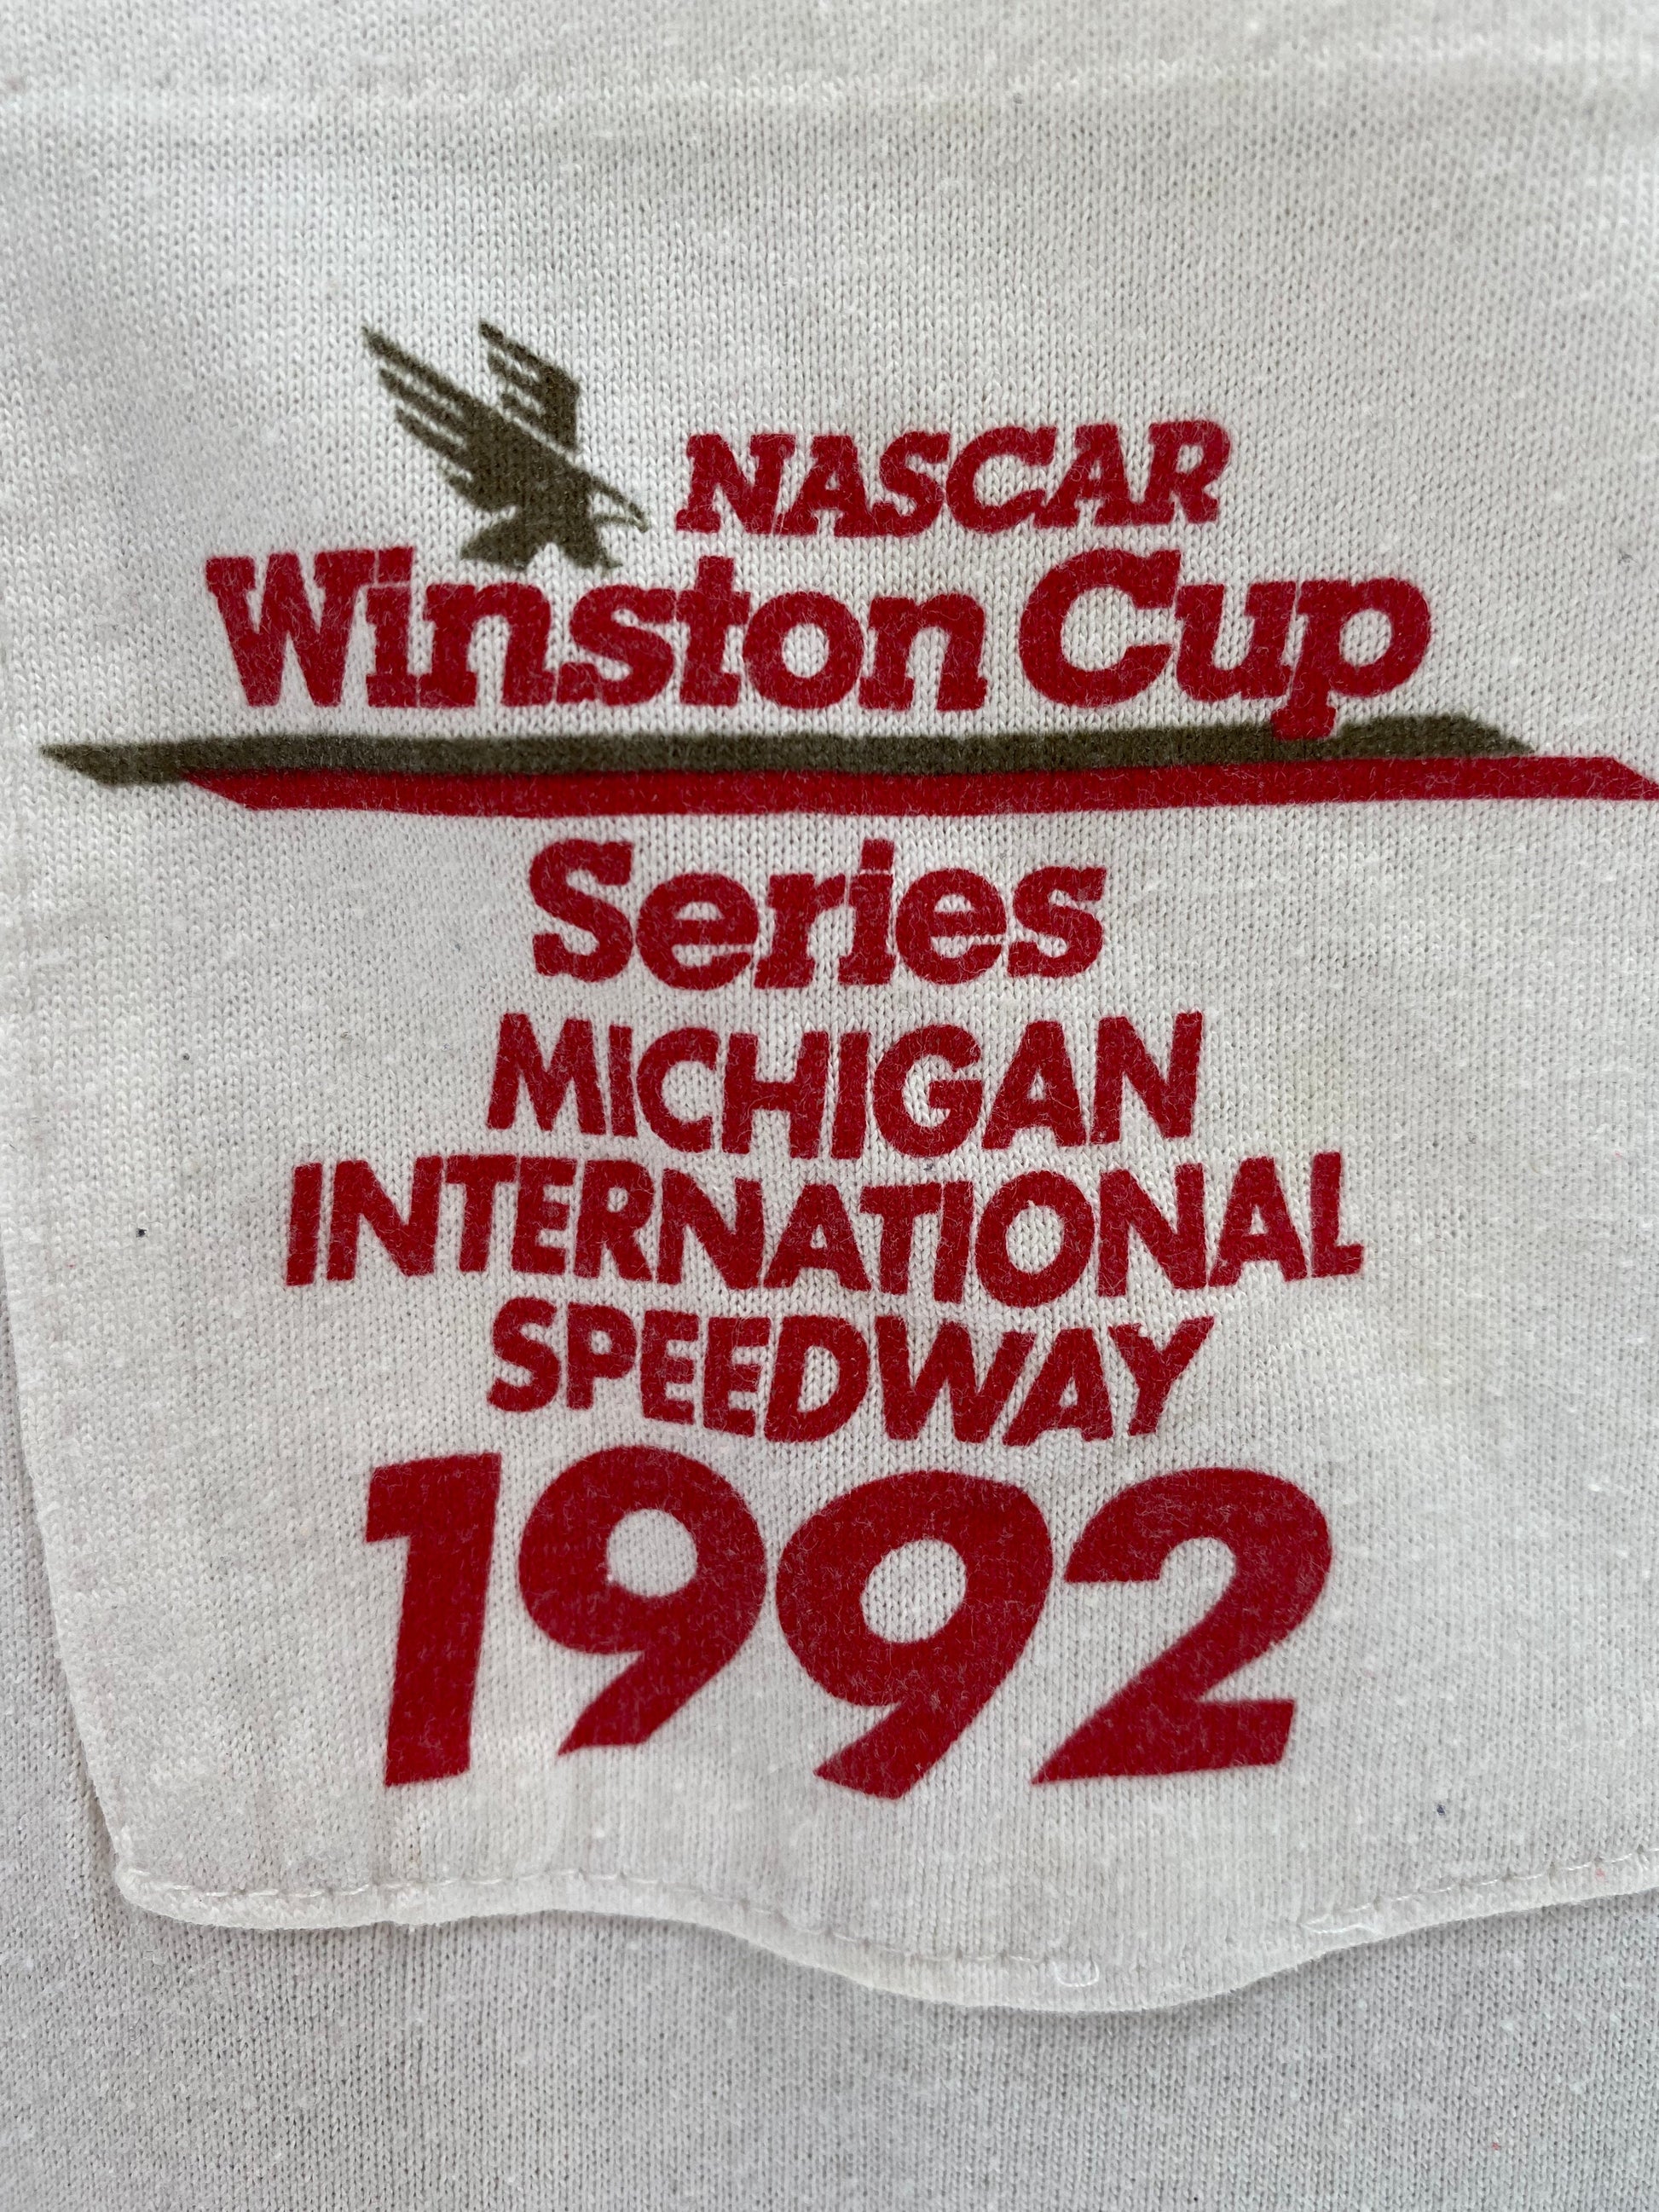 NASCAR
Winston Cup
Series
MICHIGAN
INTERNATIONAL
SPEEDWAY
1992